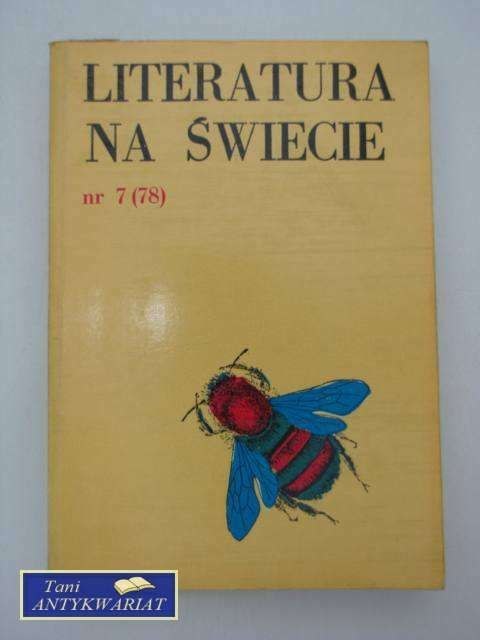 LITERATURA
NA ŚWIECIE
nr 7 (78)
Tani
ANTYKWARIAT